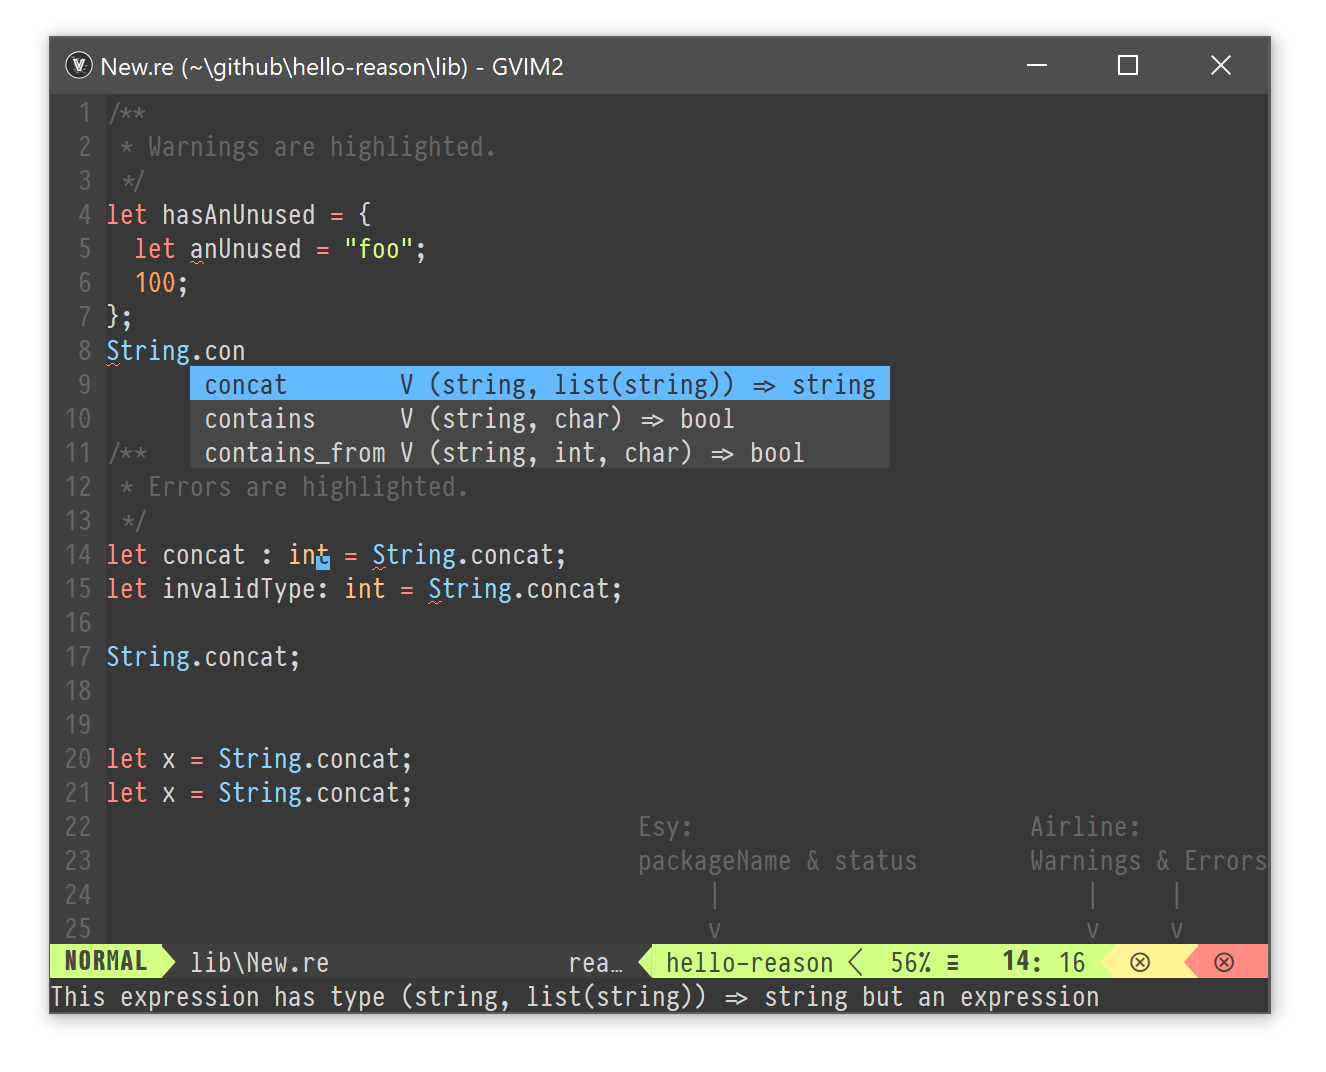 New.re (~\github\hello-reason\lib) - GVIM2
1 /**
2  * Warnings are highlighted.
3  */
4 let hasAnUnused = {
5   let anUnused = "foo";
6   100;
7 };
8 String.con
9 concat V (string, list(string)) => string
10 contains V (string, char) => bool
11 /** contains_from V (string, int, char) => bool
12  * Errors are highlighted.
13  */
14 let concat : int = String.concat;
15 let invalidType: int = String.concat;
16
17 String.concat;
18
19
20 let x = String.concat;
21 let x = String.concat;
22 Esy: Airline:
23 packageName & status Warnings & Errors
24 | | |
25 v v v
NORMAL lib\New.re rea… hello-reason 56% ≡ 14: 16 ⊗ ⊗
This expression has type (string, list(string)) => string but an expression